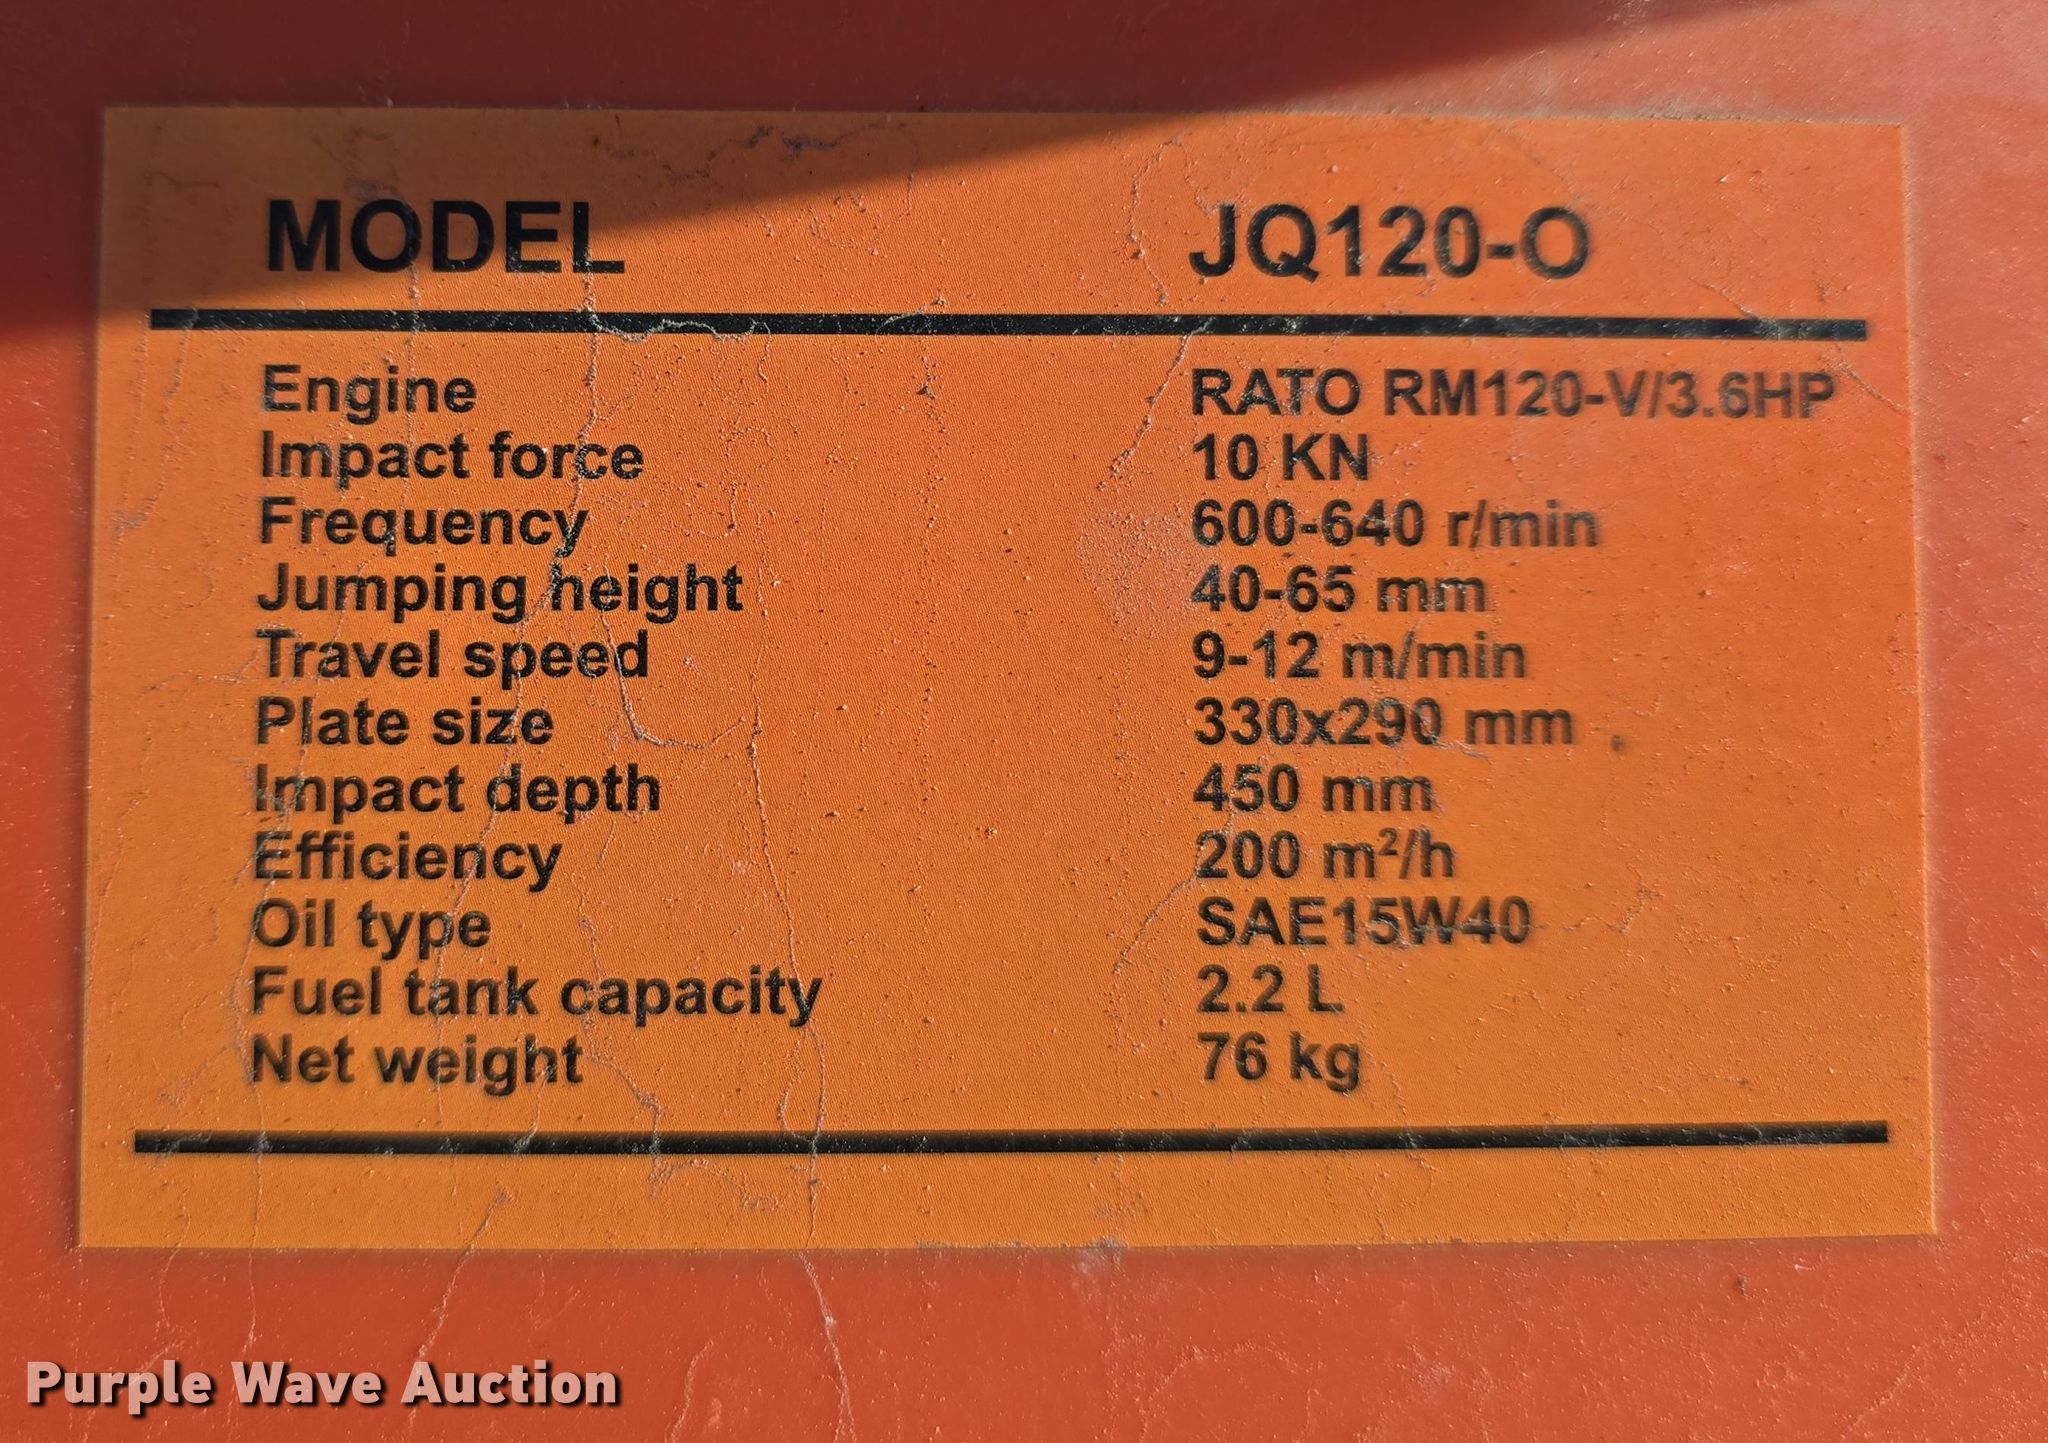 MODEL JQ120-O
Engine RATO RM120-V/3.6HP
Impact force 10 KN
Frequency 600-640 r/min
Jumping height 40-65 mm
Travel speed 9-12 m/min
Plate size 330x290 mm
Impact depth 450 mm
Efficiency 200 m²/h
Oil type SAE15W40
Fuel tank capacity 2.2 L
Net weight 76 kg
Purple Wave Auction